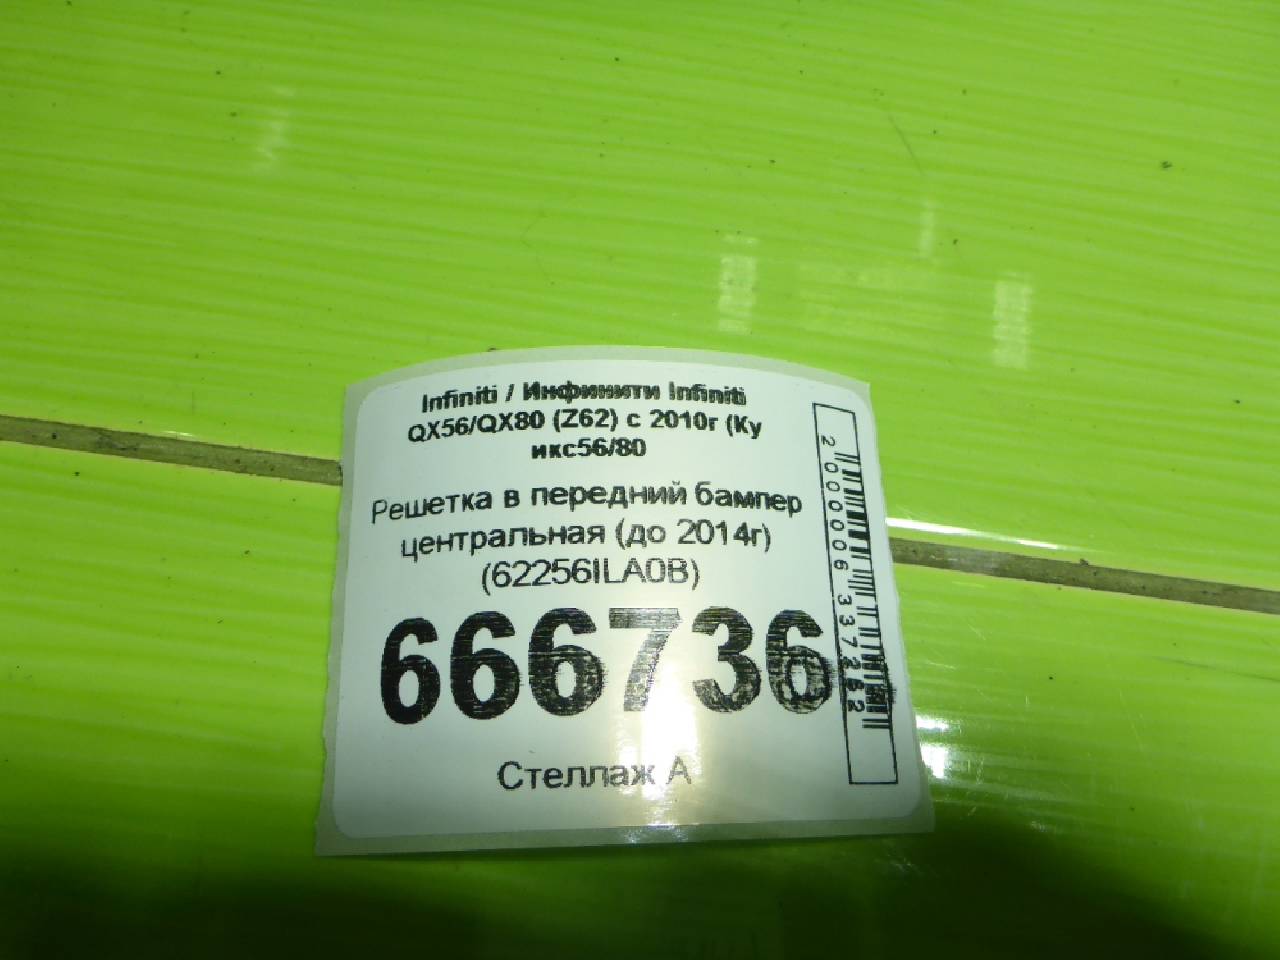 Infiniti / Инфинити Infiniti
QX56/QX80 (Z62) с 2010г (Ку
икс56/80
Решетка в передний бампер
центральная (до 2014г)
(62256ILA0B)
666736
Стеллаж А
2000006337262